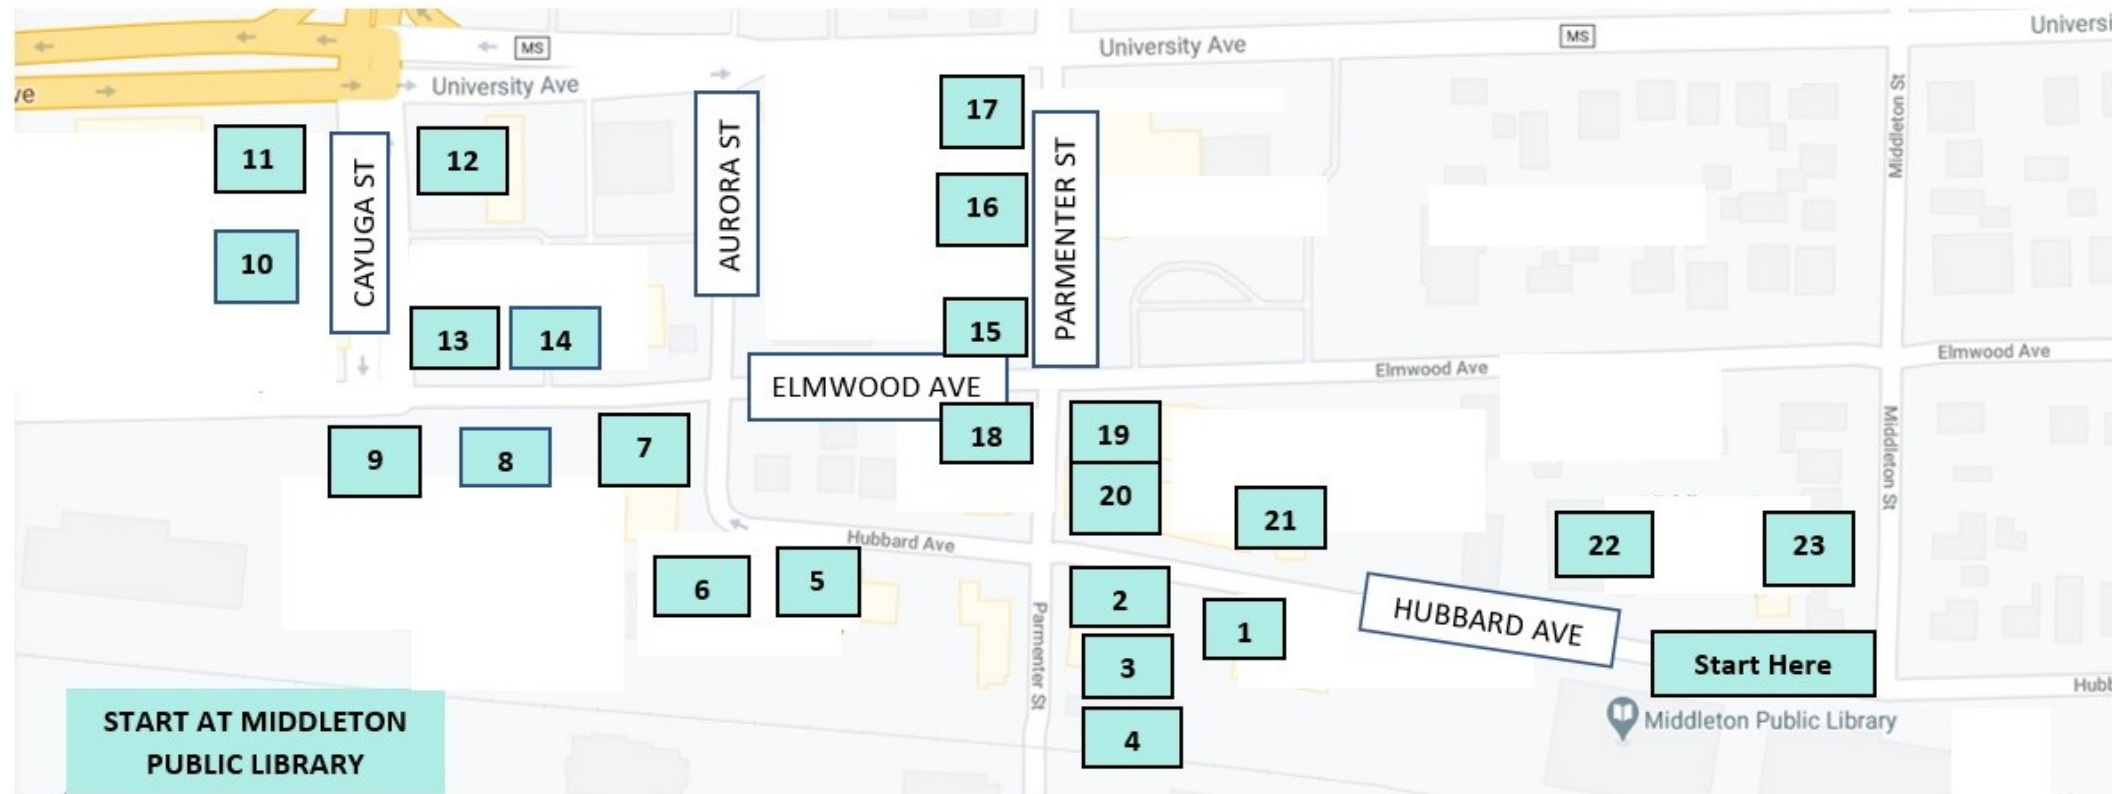 MS
University Ave
MS
Universi
University Ave
ve
AURORA ST
17
PARMENTER ST
Middleton St
11
CAYUGA ST
12
16
10
13
14
15
Elmwood Ave
Elmwood Ave
ELMWOOD AVE
9
8
7
18
19
20
Middleton St
21
22
23
Hubbard Ave
6
5
2
1
HUBBARD AVE
Parmenter St
3
Start Here
Hubb
4
Middleton Public Library
START AT MIDDLETON
PUBLIC LIBRARY